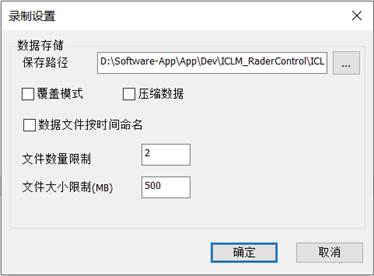 录制设置
数据存储
保存路径 D:\Software-App\App\Dev\ICLM_RaderControl\ICL ...
覆盖模式 压缩数据
数据文件按时间命名
文件数量限制 2
文件大小限制(MB) 500
确定 取消